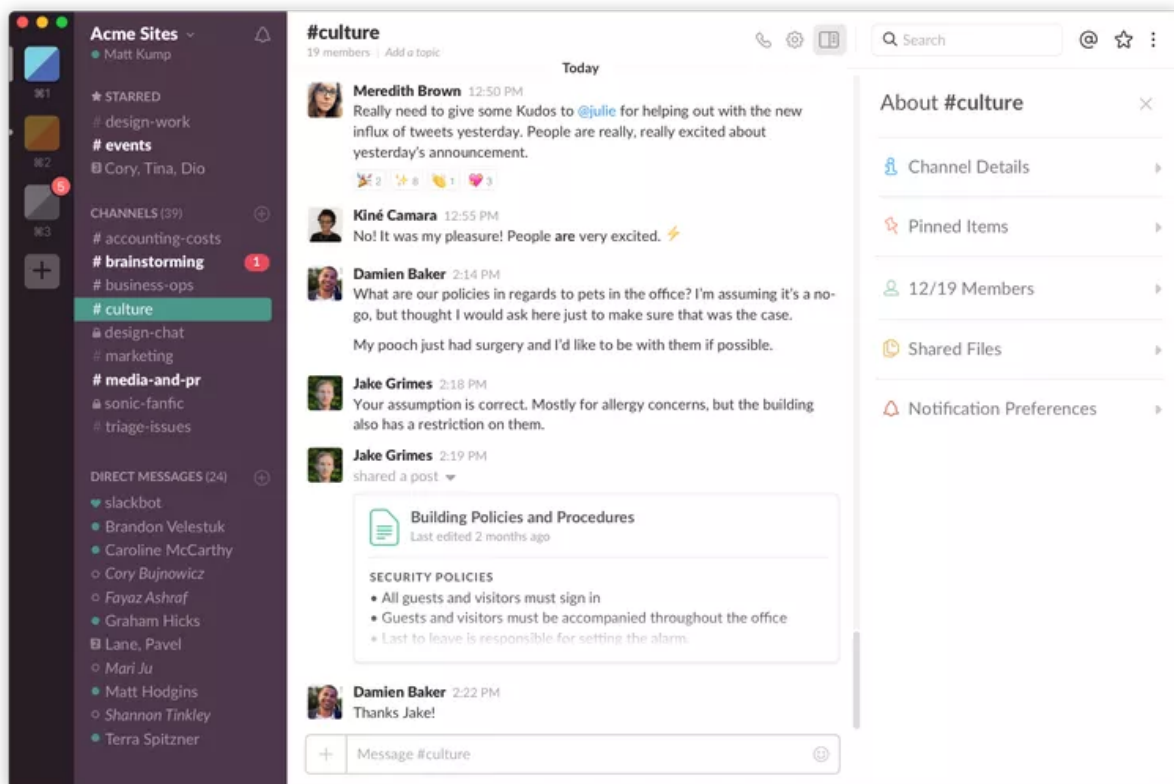 Acme Sites
Matt Kump
⌘1
⌘2
5
⌘3
STARRED
# design-work
# events
3 Cory, Tina, Dio
CHANNELS (39)
# accounting-costs
# brainstorming 1
# business-ops
# culture
design-chat
# marketing
# media-and-pr
sonic-fanfic
# triage-issues
DIRECT MESSAGES (24)
slackbot
Brandon Velestuk
Caroline McCarthy
Cory Bujnowicz
Fayaz Ashraf
Graham Hicks
2 Lane, Pavel
Mari Ju
Matt Hodgins
Shannon Tinkley
Terra Spitzner
#culture
19 members | Add a topic
Today
Meredith Brown 12:50 PM
Really need to give some Kudos to @julie for helping out with the new
influx of tweets yesterday. People are really, really excited about
yesterday's announcement.
🎉 2 ✨ 8 👏 1 💖 3
Kiné Camara 12:55 PM
No! It was my pleasure! People are very excited. ⚡
Damien Baker 2:14 PM
What are our policies in regards to pets in the office? I'm assuming it's a no-
go, but thought I would ask here just to make sure that was the case.
My pooch just had surgery and I'd like to be with them if possible.
Jake Grimes 2:18 PM
Your assumption is correct. Mostly for allergy concerns, but the building
also has a restriction on them.
Jake Grimes 2:19 PM
shared a post
Building Policies and Procedures
Last edited 2 months ago
SECURITY POLICIES
• All guests and visitors must sign in
• Guests and visitors must be accompanied throughout the office
• Last to leave is responsible for setting the alarm.
Damien Baker 2:22 PM
Thanks Jake!
Message #culture
Search
@
About #culture
Channel Details
Pinned Items
12/19 Members
Shared Files
Notification Preferences